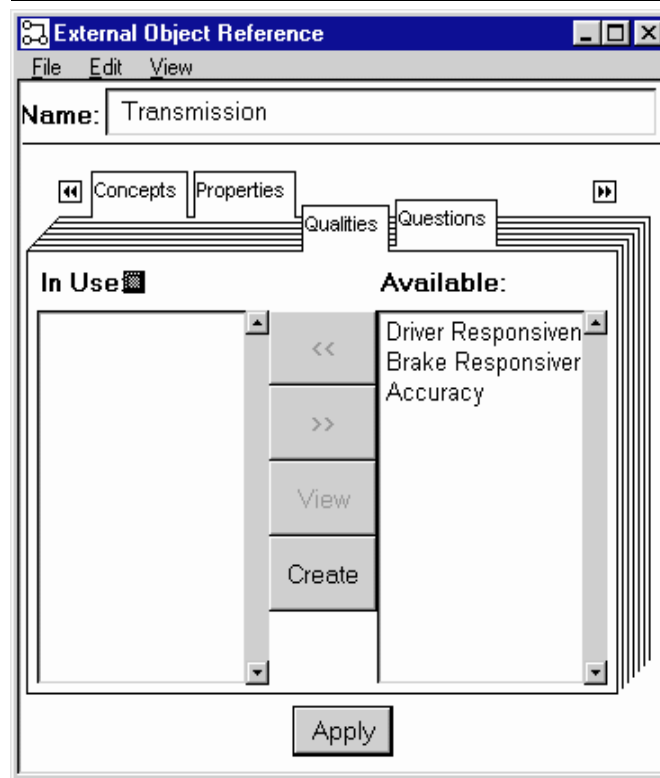 External Object Reference
File Edit View
Name: Transmission
Concepts Properties
Qualities Questions
In Use:
Available:
Driver Responsiven
Brake Responsiver
Accuracy
<<
>>
View
Create
Apply